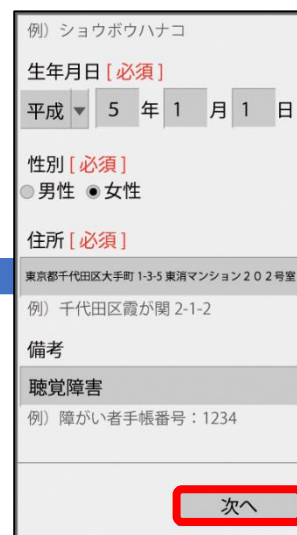 例）ショウボウハナコ
生年月日 [ 必須 ]
平成 ▼ 5 年 1 月 1 日
性別 [ 必須 ]
男性 女性
住所 [ 必須 ]
東京都千代田区大手町 1-3-5 東消マンション２０２号室
例）千代田区霞が関 2-1-2
備考
聴覚障害
例）障がい者手帳番号：1234
次へ